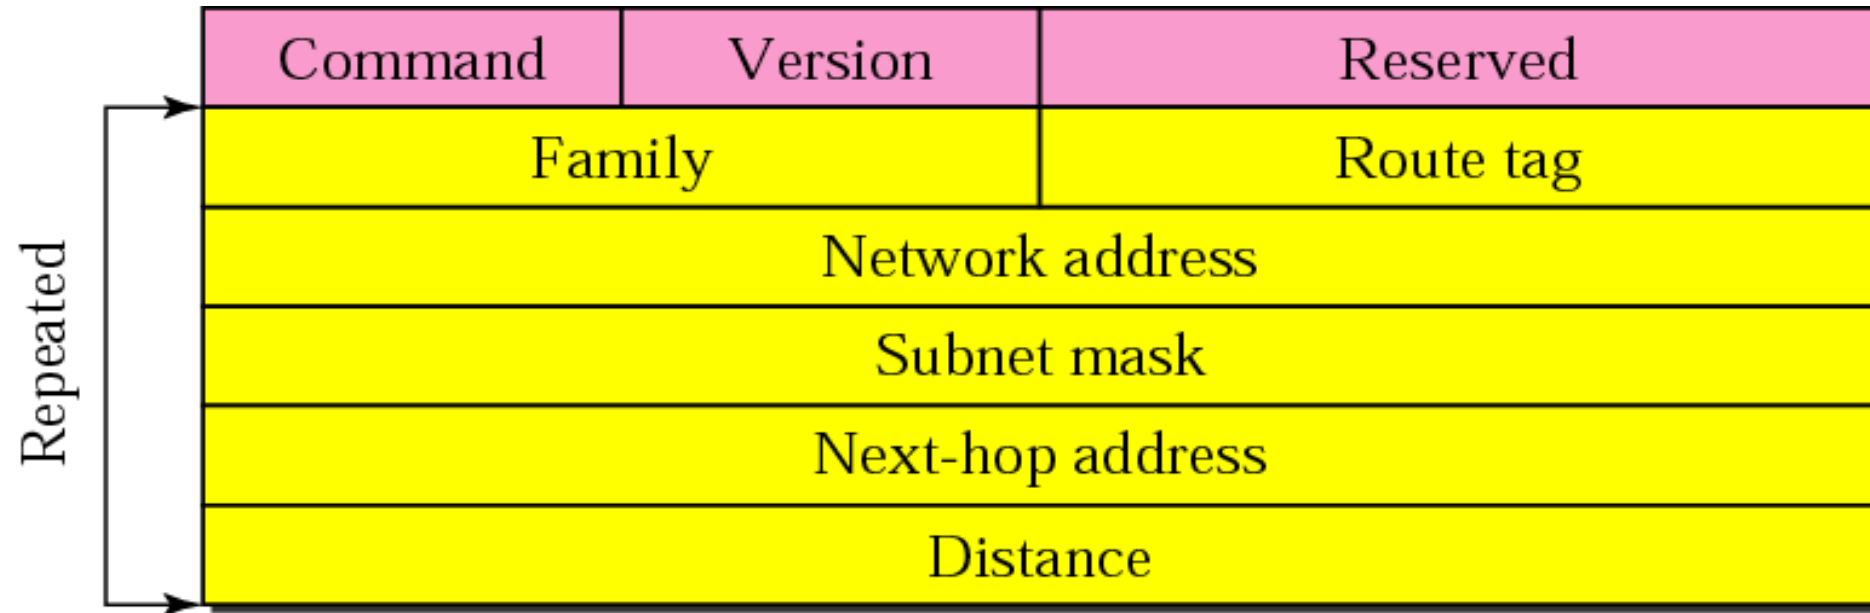 Command Version Reserved
Family Route tag
Network address
Subnet mask
Next-hop address
Distance
Repeated